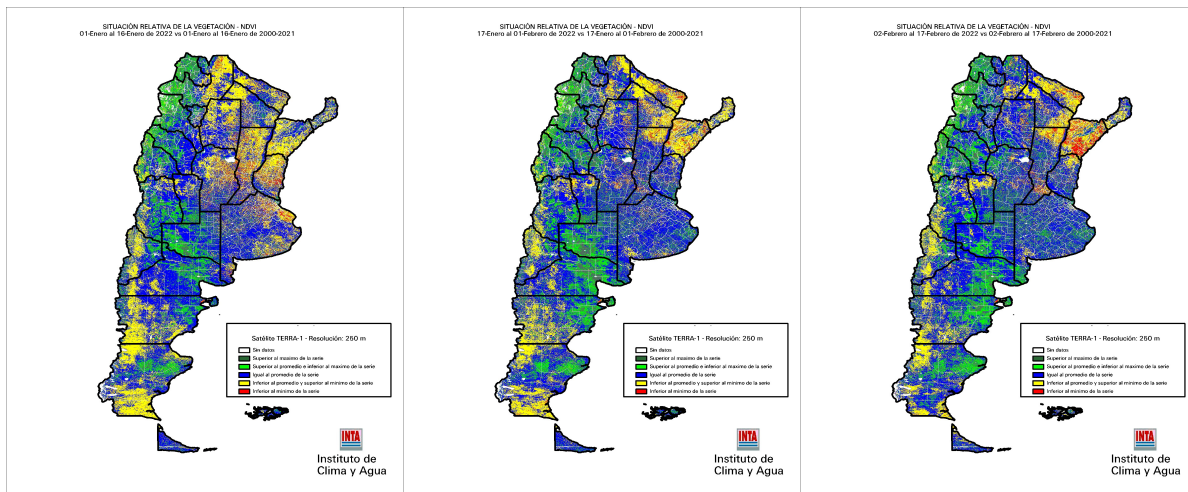 SITUACIÓN RELATIVA DE LA VEGETACIÓN - NDVI
01-Enero al 16-Enero de 2022 vs 01-Enero al 16-Enero de 2000-2021
Satélite TERRA-1 - Resolución: 250 m
Sin datos
Superior al maximo de la serie
Superior al promedio e inferior al maximo de la serie
Igual al promedio de la serie
Inferior al promedio y superior al minimo de la serie
Inferior al minimo de la serie
INTA
Instituto de
Clima y Agua
SITUACIÓN RELATIVA DE LA VEGETACIÓN - NDVI
17-Enero al 01-Febrero de 2022 vs 17-Enero al 01-Febrero de 2000-2021
Satélite TERRA-1 - Resolución: 250 m
Sin datos
Superior al maximo de la serie
Superior al promedio e inferior al maximo de la serie
Igual al promedio de la serie
Inferior al promedio y superior al minimo de la serie
Inferior al minimo de la serie
INTA
Instituto de
Clima y Agua
SITUACIÓN RELATIVA DE LA VEGETACIÓN - NDVI
02-Febrero al 17-Febrero de 2022 vs 02-Febrero al 17-Febrero de 2000-2021
Satélite TERRA-1 - Resolución: 250 m
Sin datos
Superior al maximo de la serie
Superior al promedio e inferior al maximo de la serie
Igual al promedio de la serie
Inferior al promedio y superior al minimo de la serie
Inferior al minimo de la serie
INTA
Instituto de
Clima y Agua